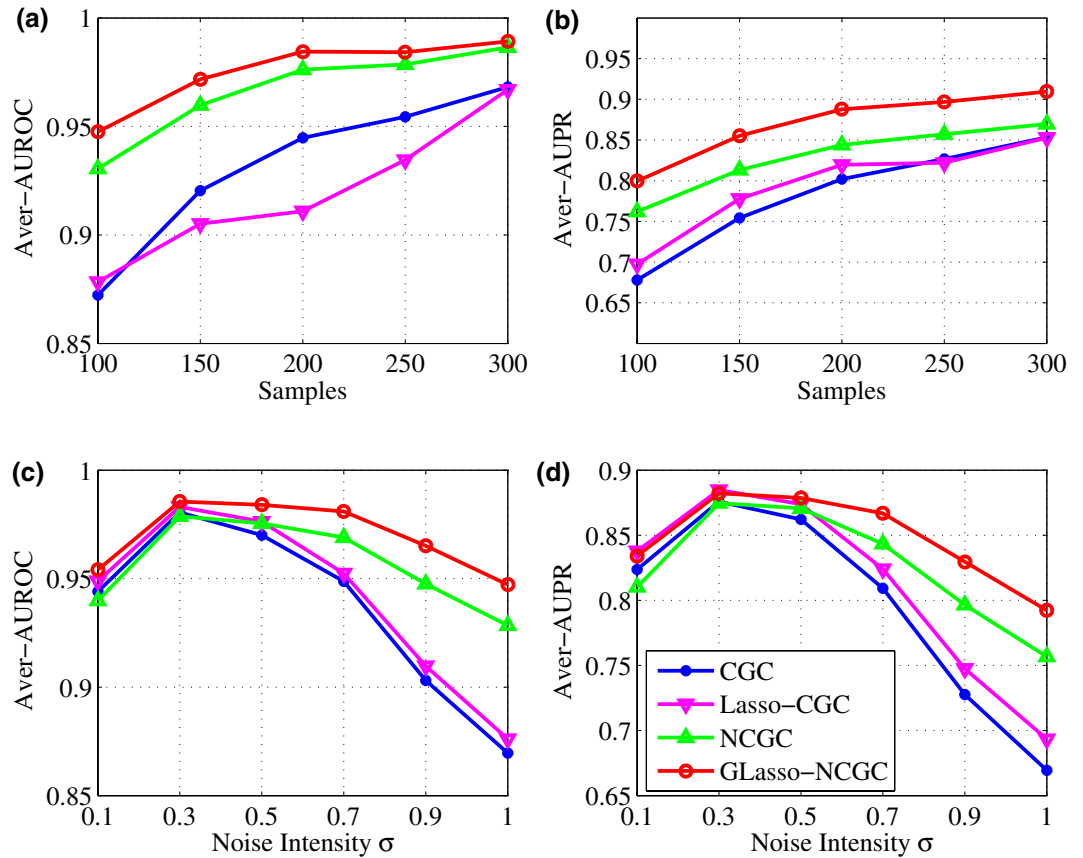 (a)
1
0.95
0.9
0.85
Aver−AUROC
100 150 200 250 300
Samples
(b)
0.95
0.9
0.85
0.8
0.75
0.7
0.65
Aver−AUPR
100 150 200 250 300
Samples
(c)
1
0.95
0.9
0.85
Aver−AUROC
0.1 0.3 0.5 0.7 0.9 1
Noise Intensity σ
(d)
0.9
0.85
0.8
0.75
0.7
0.65
Aver−AUPR
CGC
Lasso−CGC
NCGC
GLasso−NCGC
0.1 0.3 0.5 0.7 0.9 1
Noise Intensity σ